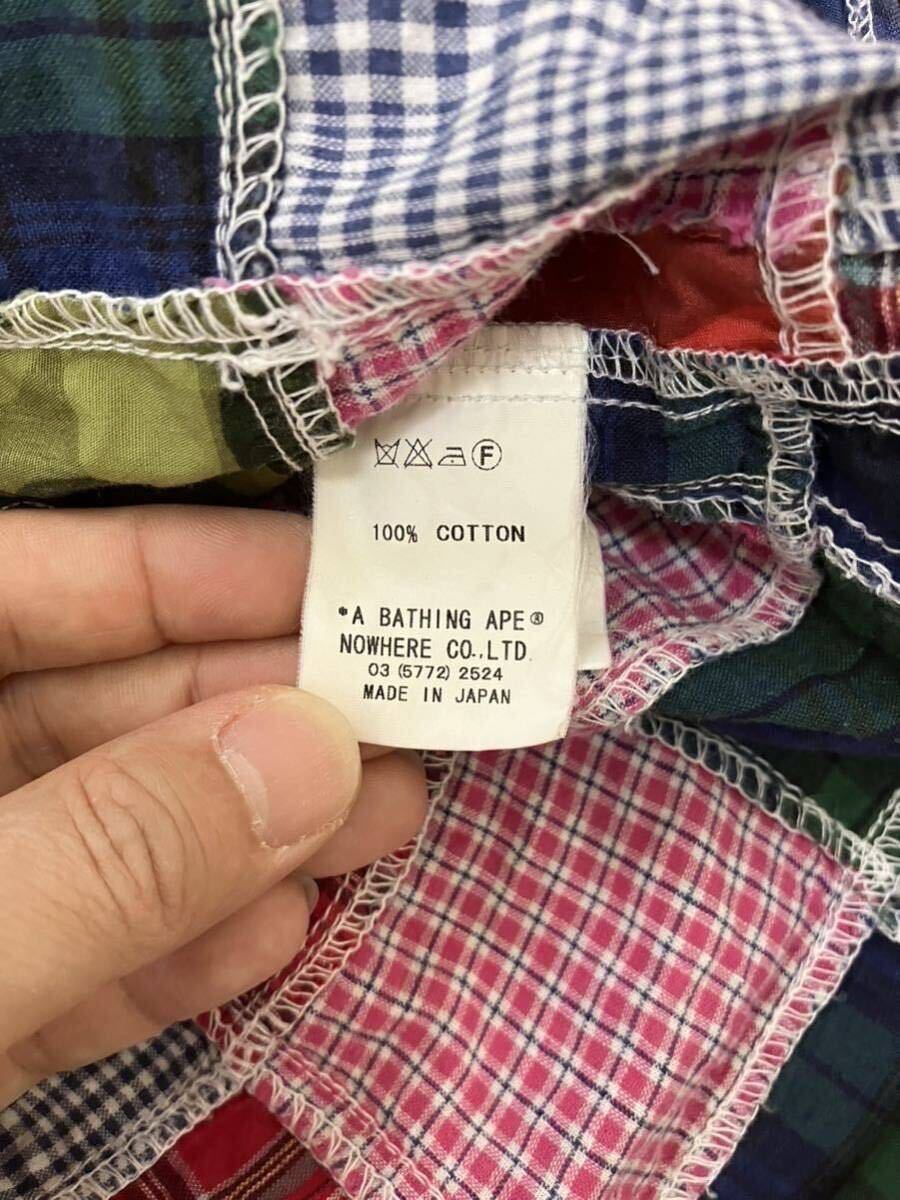 F
100% COTTON
*A BATHING APE®
NOWHERE CO.,LTD.
03 (5772) 2524
MADE IN JAPAN